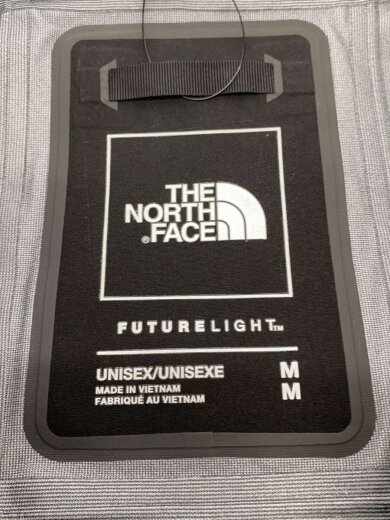 THE
NORTH
FACE
FUTURELIGHT™
UNISEX/UNISEXE M
MADE IN VIETNAM M
FABRIQUÉ AU VIETNAM